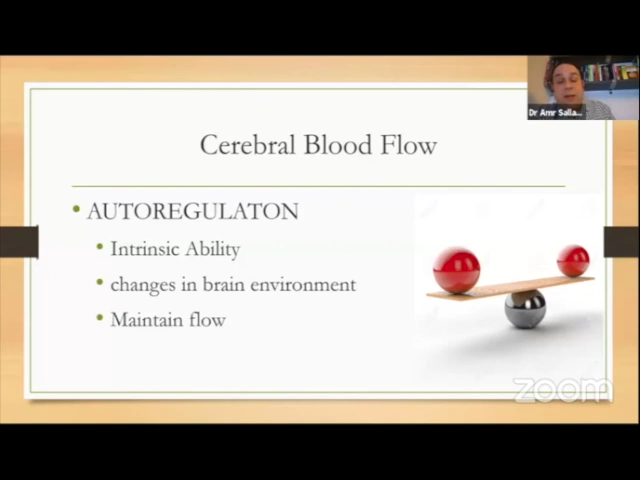 Dr Amr Salla...
Cerebral Blood Flow
• AUTOREGULATON
• Intrinsic Ability
• changes in brain environment
• Maintain flow
zoom